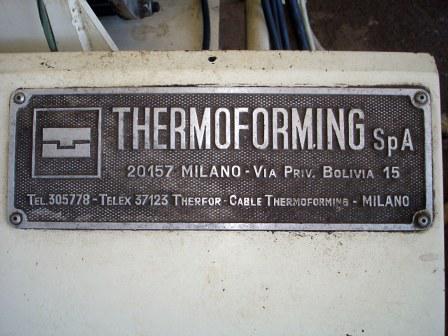 THERMOFORMING SpA
20157 MILANO - VIA PRIV. BOLIVIA 15
TEL. 305778 - TELEX 37123 THERFOR - CABLE THERMOFORMING - MILANO